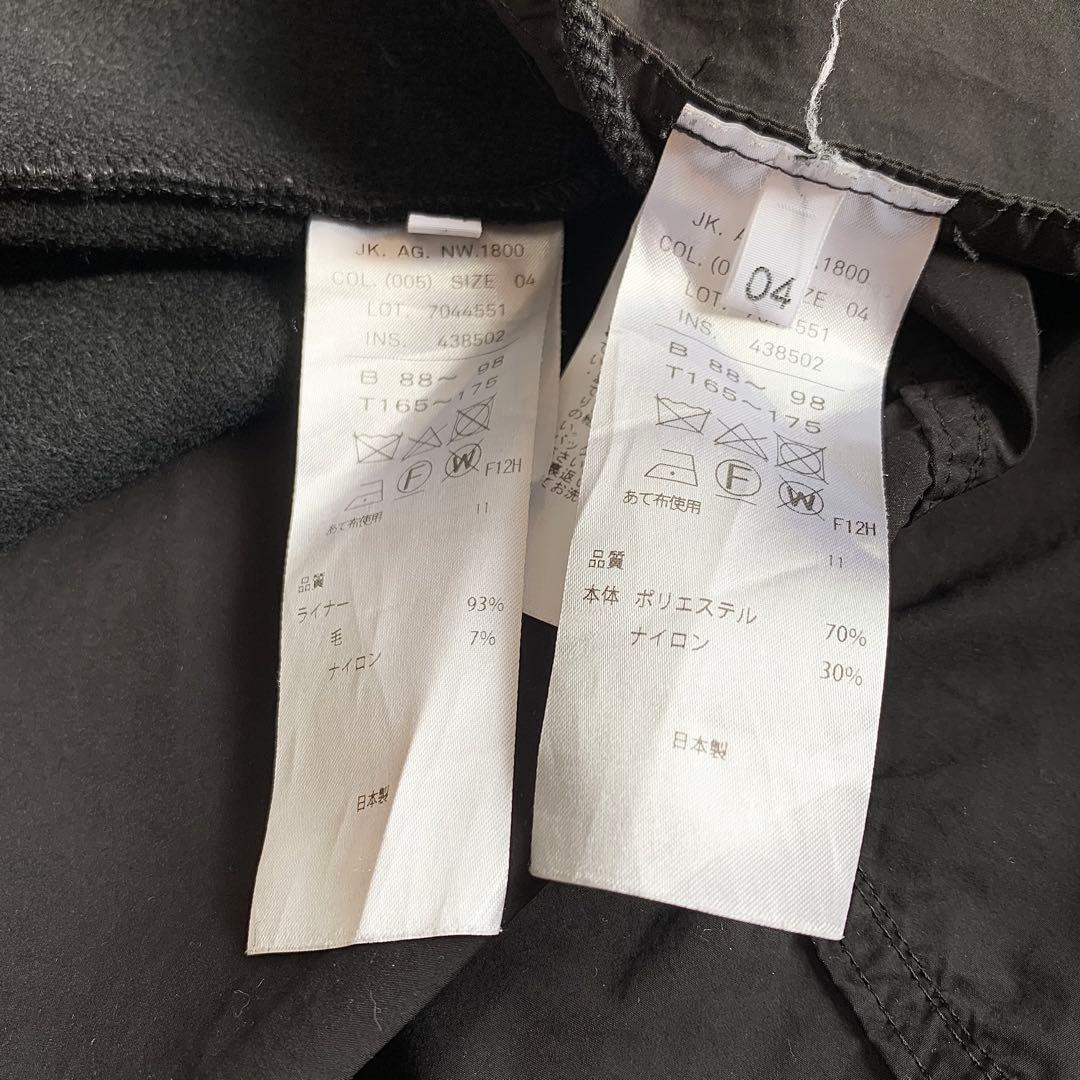 JK. AG. NW.1800
COL. (005) SIZE 04
LOT. 7044551
INS. 438502
B 88～ 98
T165～175
F
W
F12H
あて布使用
11
品質
ライナー
毛 93%
ナイロン 7%
日本製
JK. .1800
COL. (0 ZE 04
04
LOT. 551
INS. 438502
B 88～ 98
T165～175
F
W
F12H
あて布使用
11
品質
本体 ポリエステル 70%
ナイロン 30%
日本製